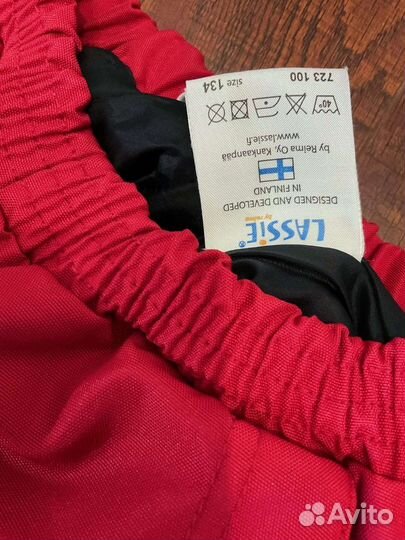 LASSIE
by reima
DESIGNED AND DEVELOPED
IN FINLAND
by Reima Oy, Kankaanpää
www.lassie.fi
40°
723 100 size 134
Avito